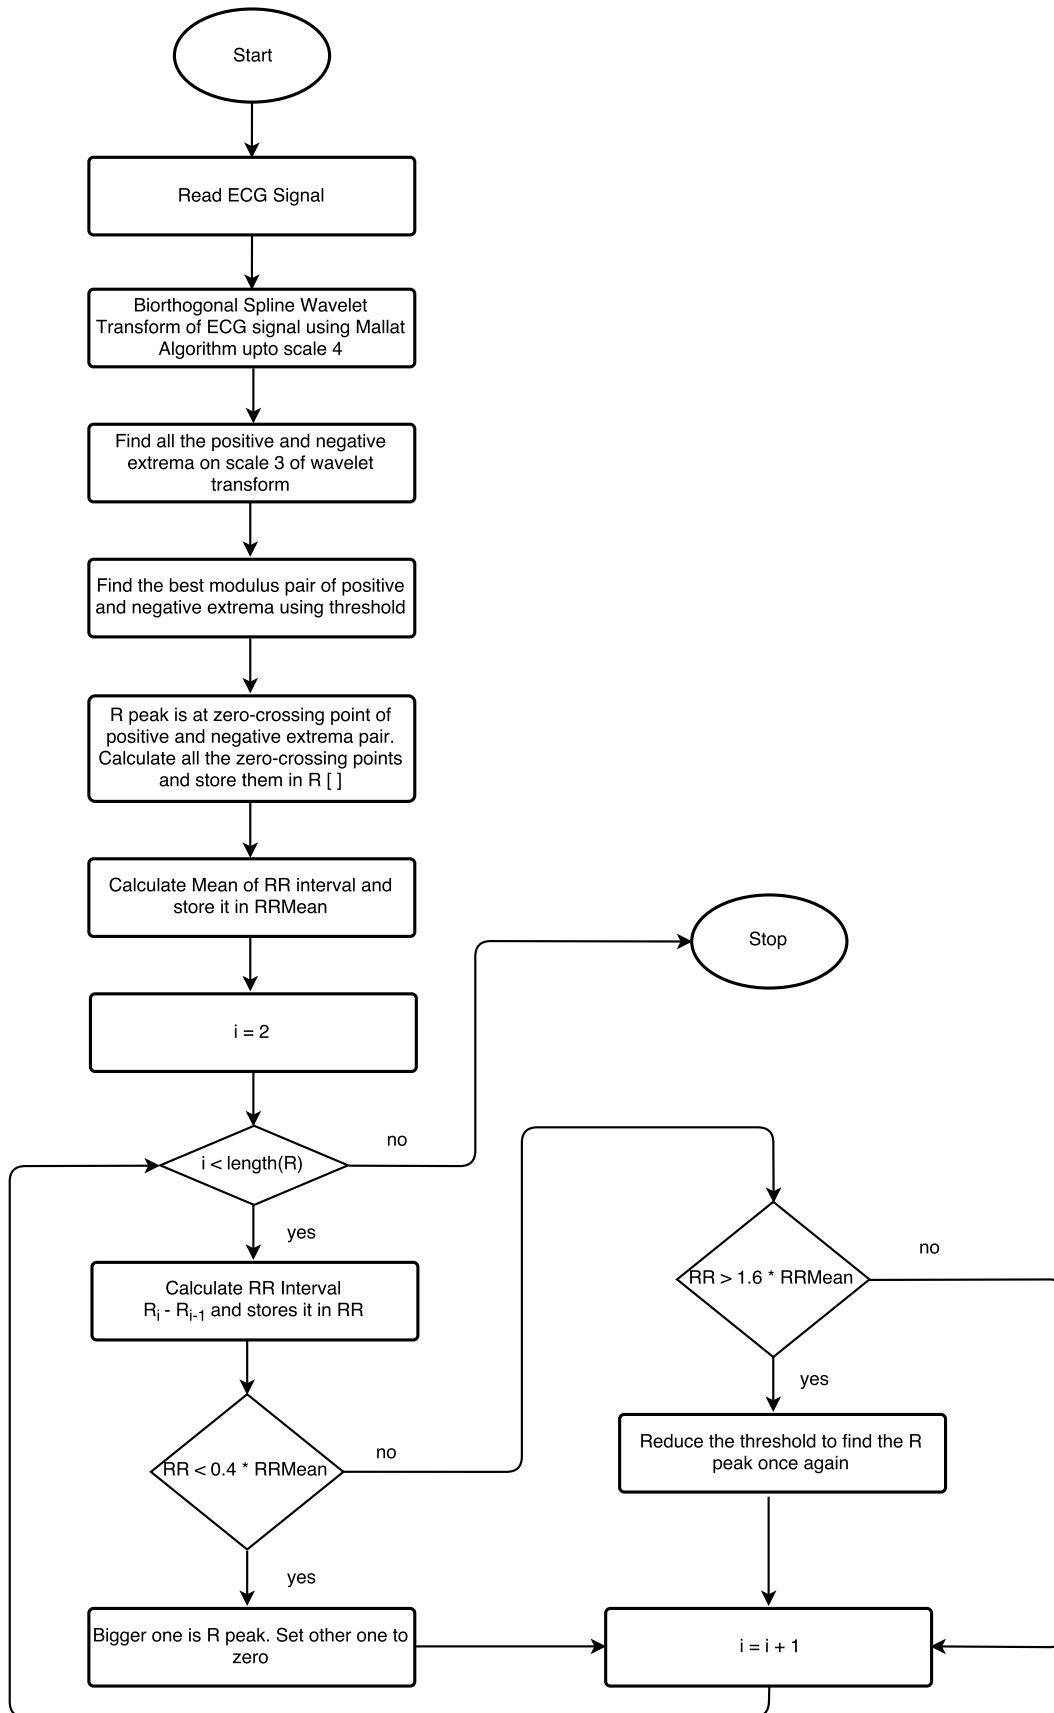 Start
Read ECG Signal
Biorthogonal Spline Wavelet
Transform of ECG signal using Mallat
Algorithm upto scale 4
Find all the positive and negative
extrema on scale 3 of wavelet
transform
Find the best modulus pair of positive
and negative extrema using threshold
R peak is at zero-crossing point of
positive and negative extrema pair.
Calculate all the zero-crossing points
and store them in R [ ]
Calculate Mean of RR interval and
store it in RRMean
Stop
i = 2
no
i < length(R)
yes
Calculate RR Interval
Ri - Ri-1 and stores it in RR
no
RR > 1.6 * RRMean
yes
Reduce the threshold to find the R
peak once again
no
RR < 0.4 * RRMean
yes
Bigger one is R peak. Set other one to
zero
i = i + 1